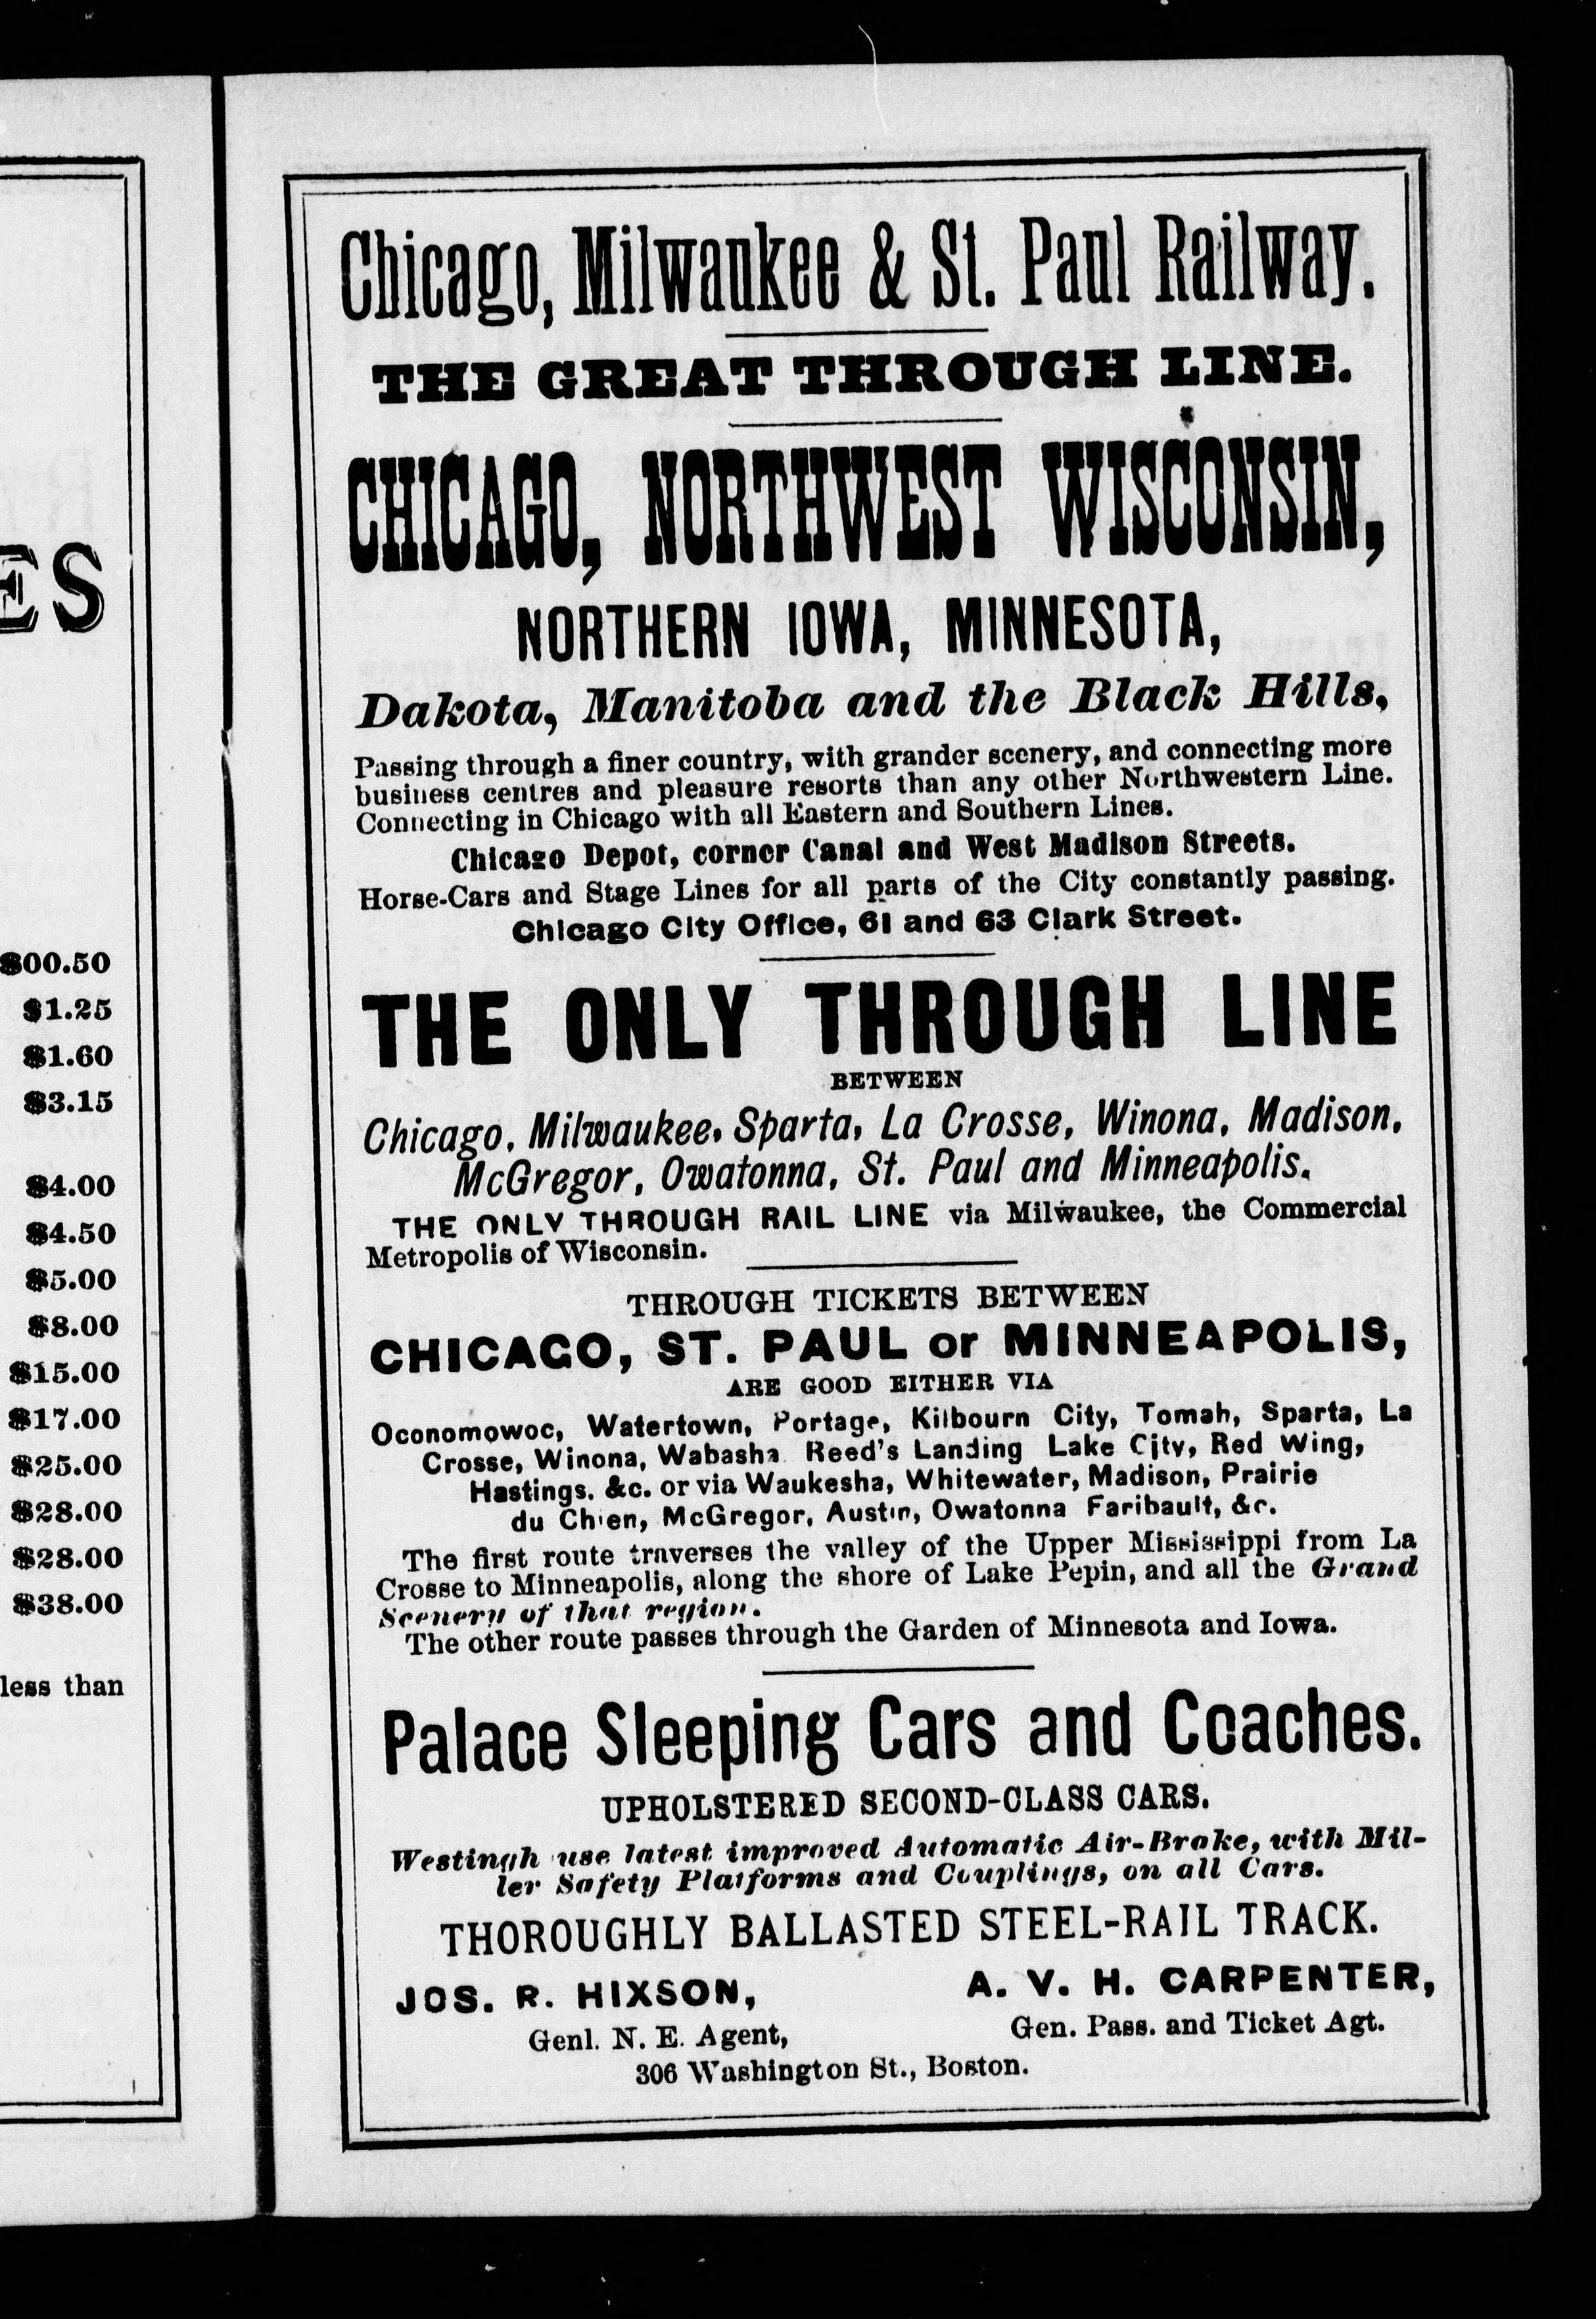 ES
$00.50
$1.25
$1.60
$3.15
$4.00
$4.50
$5.00
$8.00
$15.00
$17.00
$25.00
$28.00
$28.00
$38.00
less than
Chicago, Milwaukee & St. Paul Railway.
THE GREAT THROUGH LINE.
CHICAGO, NORTHWEST WISCONSIN,
NORTHERN IOWA, MINNESOTA,
Dakota, Manitoba and the Black Hills,
Passing through a finer country, with grander scenery, and connecting more
business centres and pleasure resorts than any other Northwestern Line.
Connecting in Chicago with all Eastern and Southern Lines.
Chicago Depot, corner Canal and West Madison Streets.
Horse-Cars and Stage Lines for all parts of the City constantly passing.
Chicago City Office, 61 and 63 Clark Street.
THE ONLY THROUGH LINE
BETWEEN
Chicago, Milwaukee, Sparta, La Crosse, Winona, Madison,
McGregor, Owatonna, St. Paul and Minneapolis.
THE ONLY THROUGH RAIL LINE via Milwaukee, the Commercial
Metropolis of Wisconsin.
THROUGH TICKETS BETWEEN
CHICAGO, ST. PAUL or MINNEAPOLIS,
ARE GOOD EITHER VIA
Oconomowoc, Watertown, Portage, Kilbourn City, Tomah, Sparta, La
Crosse, Winona, Wabasha Reed's Landing Lake City, Red Wing,
Hastings, &c. or via Waukesha, Whitewater, Madison, Prairie
du Chien, McGregor, Austin, Owatonna Faribault, &c.
The first route traverses the valley of the Upper Mississippi from La
Crosse to Minneapolis, along the shore of Lake Pepin, and all the Grand
Scenery of that region.
The other route passes through the Garden of Minnesota and Iowa.
Palace Sleeping Cars and Coaches.
UPHOLSTERED SECOND-CLASS CARS.
Westingh use latest improved Automatic Air-Brake, with Mil-
ler Safety Platforms and Couplings, on all Cars.
THOROUGHLY BALLASTED STEEL-RAIL TRACK.
JOS. R. HIXSON,
Genl. N. E. Agent,
A. V. H. CARPENTER,
Gen. Pass. and Ticket Agt.
306 Washington St., Boston.